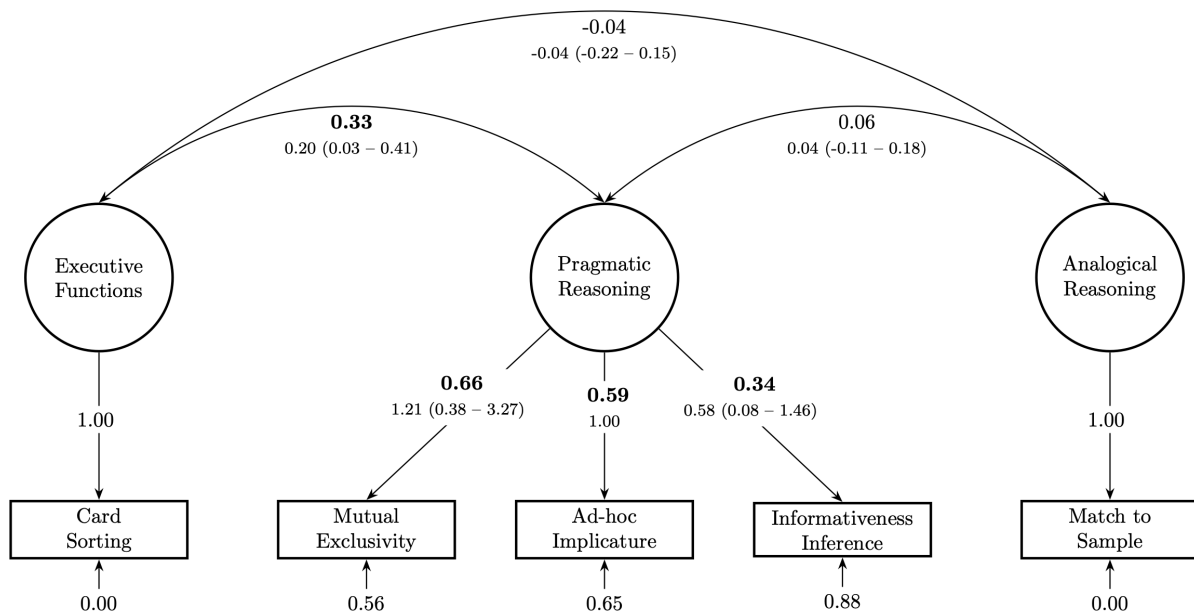 -0.04
-0.04 (-0.22 – 0.15)
0.33
0.20 (0.03 – 0.41)
0.06
0.04 (-0.11 – 0.18)
Executive
Functions
Pragmatic
Reasoning
Analogical
Reasoning
1.00
0.66
1.21 (0.38 – 3.27)
0.59
1.00
0.34
0.58 (0.08 – 1.46)
1.00
Card
Sorting
Mutual
Exclusivity
Ad-hoc
Implicature
Informativeness
Inference
Match to
Sample
0.00
0.56
0.65
0.88
0.00